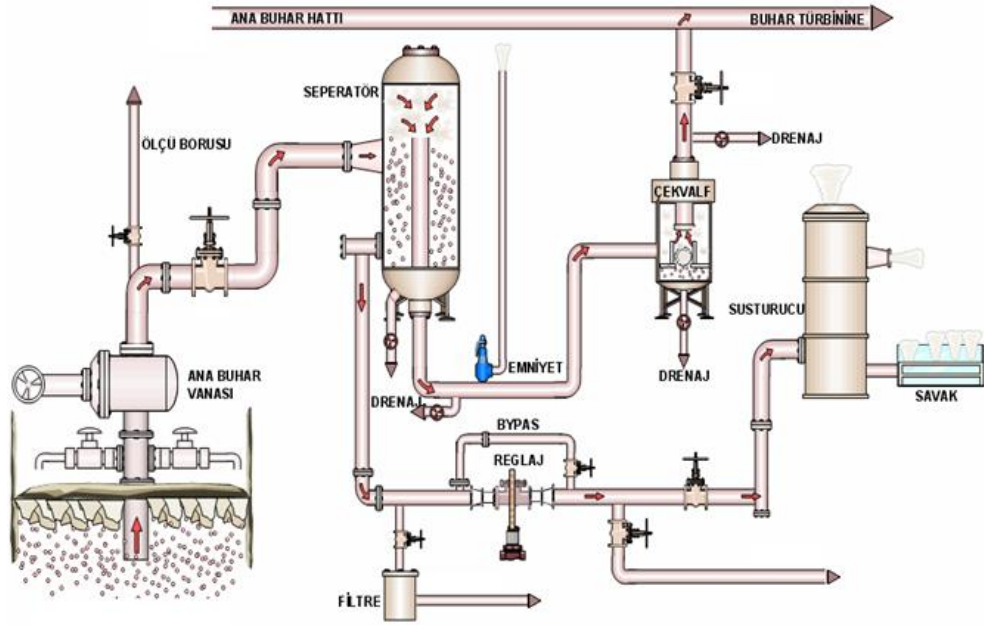 ANA BUHAR HATTI
BUHAR TÜRBİNİNE
SEPERATÖR
ÖLÇÜ BORUSU
DRENAJ
ÇEKVALF
SUSTURUCU
ANA BUHAR
VANASI
EMNİYET
DRENAJ
SAVAK
DRENAJ
BYPAS
REGLAJ
FİLTRE